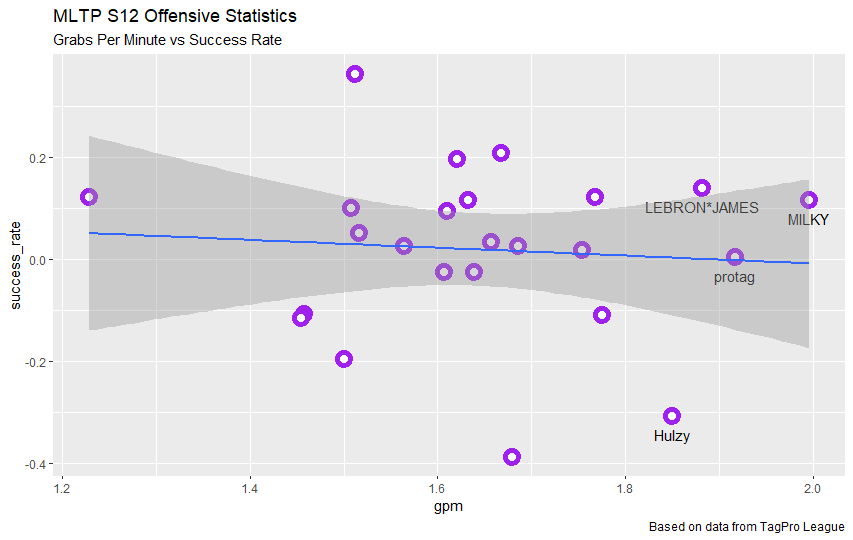 MLTP S12 Offensive Statistics
Grabs Per Minute vs Success Rate
success_rate
0.2
0.0
-0.2
-0.4
LEBRON*JAMES
MILKY
protag
Hulzy
1.2 1.4 1.6 1.8 2.0
gpm
Based on data from TagPro League